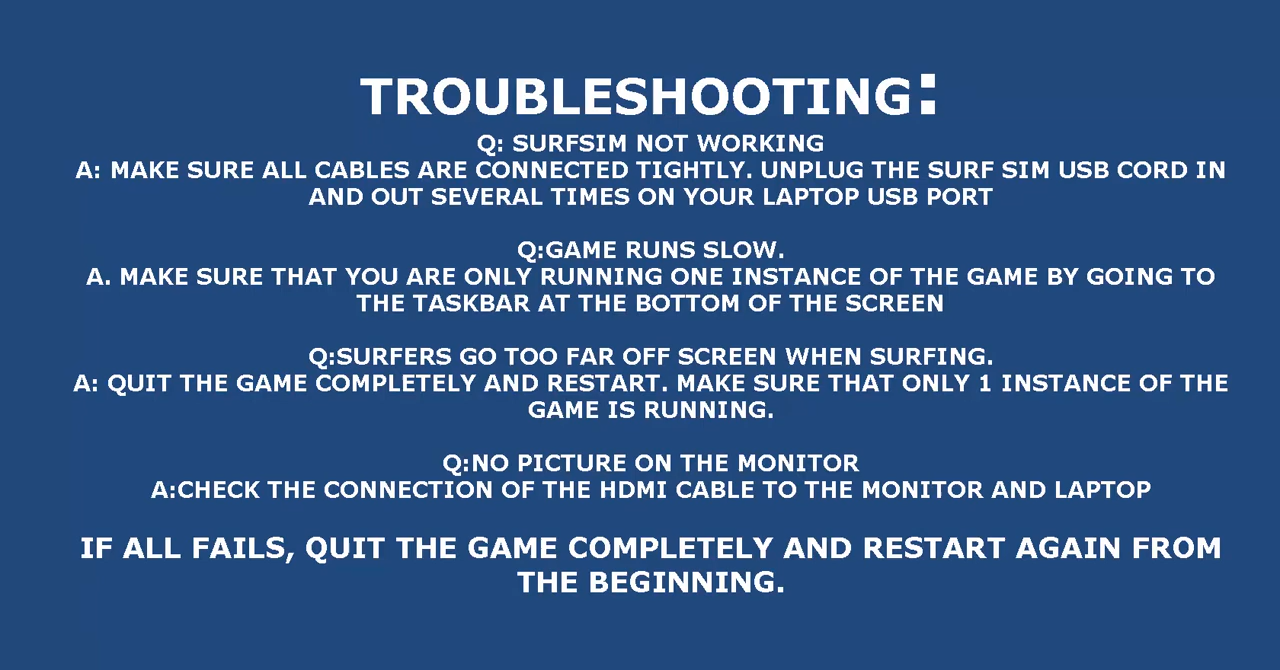 TROUBLESHOOTING:
Q: SURFSIM NOT WORKING
A: MAKE SURE ALL CABLES ARE CONNECTED TIGHTLY. UNPLUG THE SURF SIM USB CORD IN
AND OUT SEVERAL TIMES ON YOUR LAPTOP USB PORT
Q:GAME RUNS SLOW.
A. MAKE SURE THAT YOU ARE ONLY RUNNING ONE INSTANCE OF THE GAME BY GOING TO
THE TASKBAR AT THE BOTTOM OF THE SCREEN
Q:SURFERS GO TOO FAR OFF SCREEN WHEN SURFING.
A: QUIT THE GAME COMPLETELY AND RESTART. MAKE SURE THAT ONLY 1 INSTANCE OF THE
GAME IS RUNNING.
Q:NO PICTURE ON THE MONITOR
A:CHECK THE CONNECTION OF THE HDMI CABLE TO THE MONITOR AND LAPTOP
IF ALL FAILS, QUIT THE GAME COMPLETELY AND RESTART AGAIN FROM
THE BEGINNING.